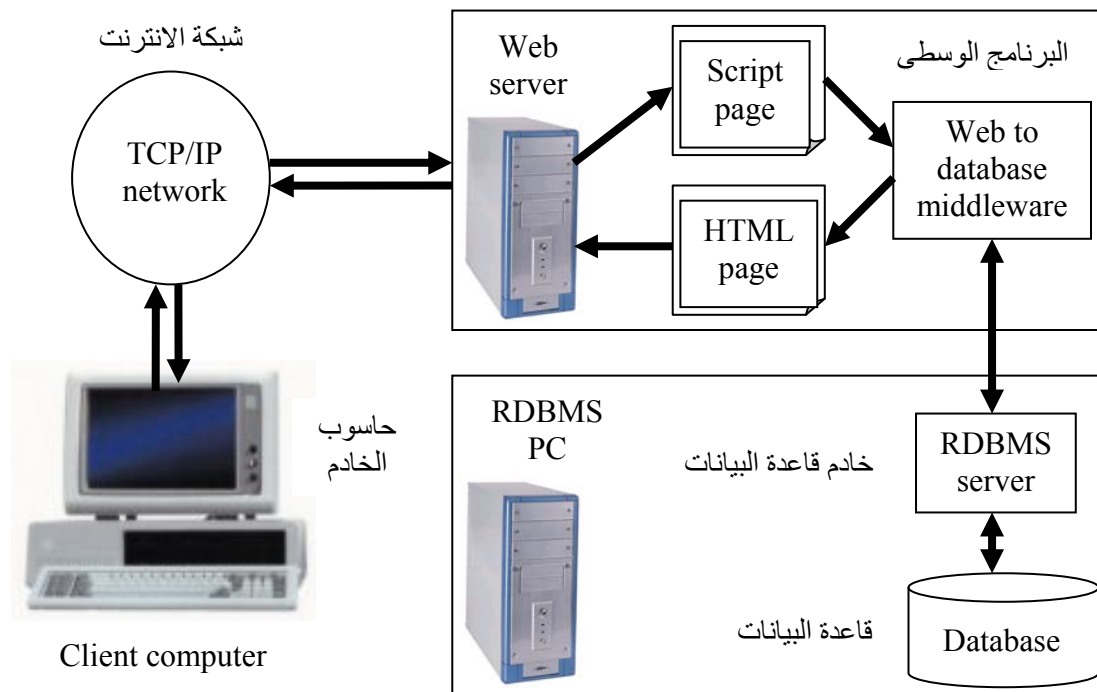 شبكة الانترنت
TCP/IP
network
Web
server
Script
page
البرنامج الوسطي
Web to
database
middleware
HTML
page
حاسوب
الخادم
Client computer
RDBMS
PC
خادم قاعدة البيانات
RDBMS
server
قاعدة البيانات
Database